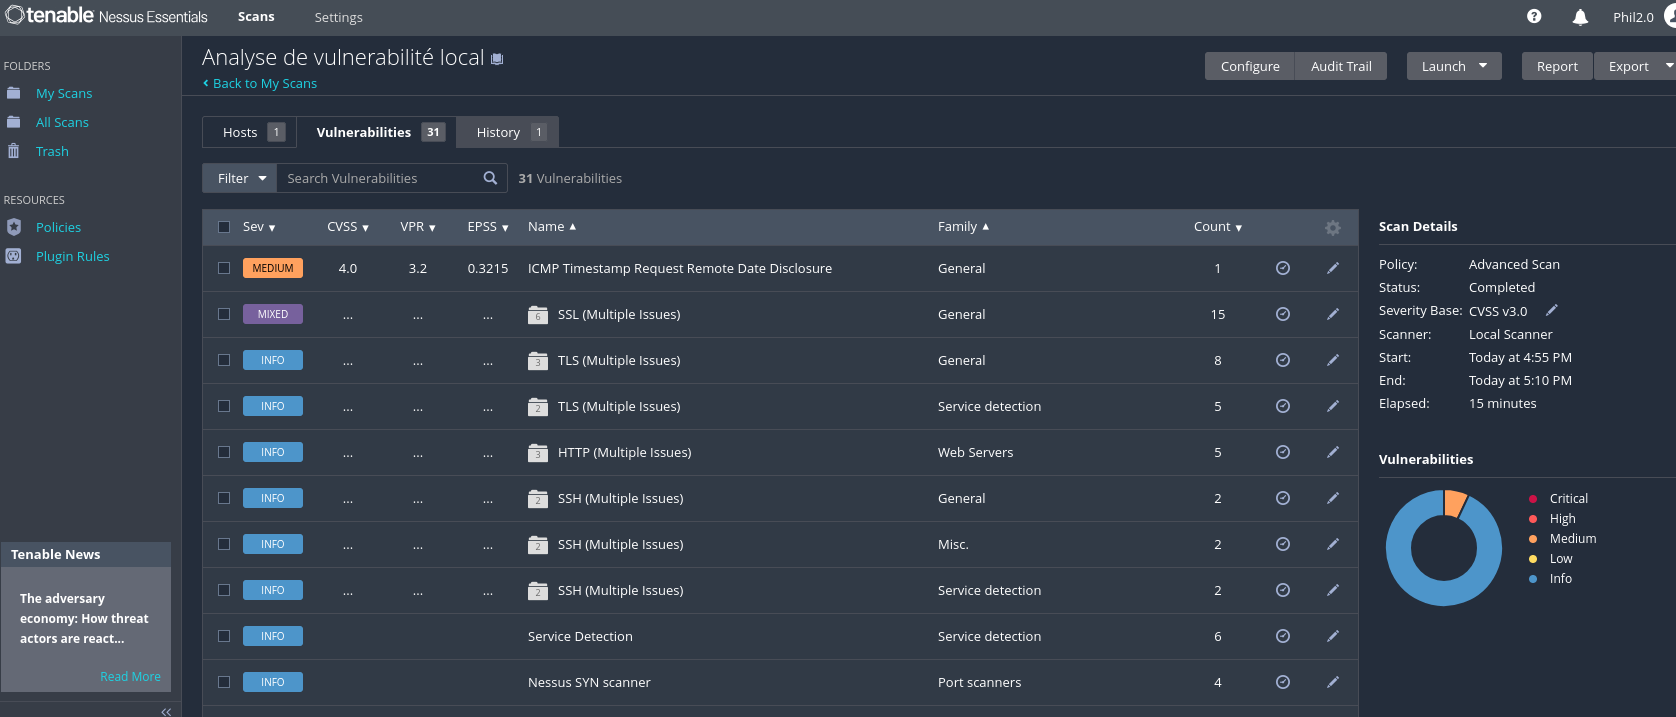 tenable Nessus Essentials Scans Settings ? Phil2.0
FOLDERS
My Scans
All Scans
Trash
RESOURCES
Policies
Plugin Rules
Tenable News
The adversary
economy: How threat
actors are react...
Read More
Analyse de vulnérabilité local
Back to My Scans
Configure Audit Trail Launch Report Export
Hosts 1 Vulnerabilities 31 History 1
Filter Search Vulnerabilities 31 Vulnerabilities
Sev CVSS VPR EPSS Name Family Count
MEDIUM 4.0 3.2 0.3215 ICMP Timestamp Request Remote Date Disclosure General 1
MIXED ... ... ... 6 SSL (Multiple Issues) General 15
INFO ... ... ... 3 TLS (Multiple Issues) General 8
INFO ... ... ... 2 TLS (Multiple Issues) Service detection 5
INFO ... ... ... 3 HTTP (Multiple Issues) Web Servers 5
INFO ... ... ... 2 SSH (Multiple Issues) General 2
INFO ... ... ... 2 SSH (Multiple Issues) Misc. 2
INFO ... ... ... 2 SSH (Multiple Issues) Service detection 2
INFO Service Detection Service detection 6
INFO Nessus SYN scanner Port scanners 4
Scan Details
Policy: Advanced Scan
Status: Completed
Severity Base: CVSS v3.0
Scanner: Local Scanner
Start: Today at 4:55 PM
End: Today at 5:10 PM
Elapsed: 15 minutes
Vulnerabilities
Critical
High
Medium
Low
Info